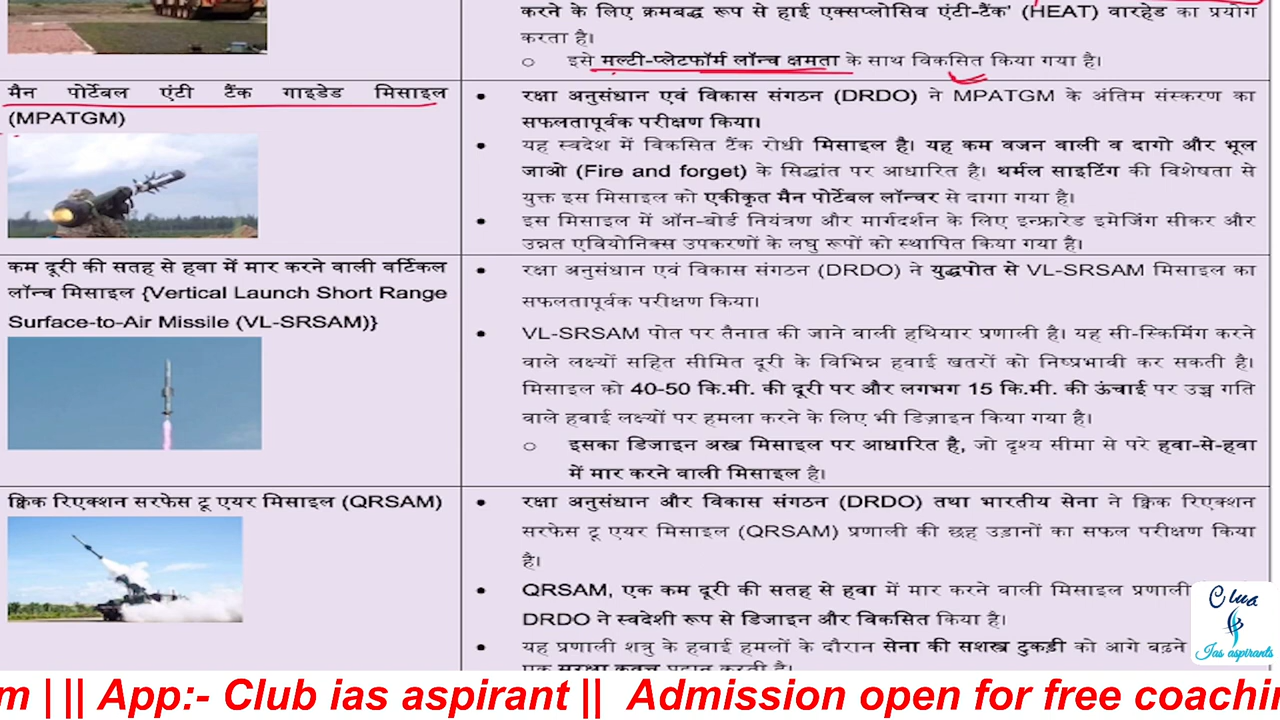 करने के लिए क्रमबद्ध रूप से हाई एक्सप्लोसिव एंटी-टैंक' (HEAT) वारहेड का प्रयोग
करता है।
○ इसे मल्टी-प्लेटफॉर्म लॉन्च क्षमता के साथ विकसित किया गया है।
मैन पोर्टेबल एंटी टैंक गाइडेड मिसाइल
(MPATGM)
• रक्षा अनुसंधान एवं विकास संगठन (DRDO) ने MPATGM के अंतिम संस्करण का
सफलतापूर्वक परीक्षण किया।
• यह स्वदेश में विकसित टैंक रोधी मिसाइल है। यह कम वजन वाली व दागो और भूल
जाओ (Fire and forget) के सिद्धांत पर आधारित है। थर्मल साइटिंग की विशेषता से
युक्त इस मिसाइल को एकीकृत मैन पोर्टेबल लॉन्चर से दागा गया है।
• इस मिसाइल में ऑन-बोर्ड नियंत्रण और मार्गदर्शन के लिए इन्फ्रारेड इमेजिंग सीकर और
उन्नत एवियोनिक्स उपकरणों के लघु रूपों को स्थापित किया गया है।
कम दूरी की सतह से हवा में मार करने वाली वर्टिकल
लॉन्च मिसाइल {Vertical Launch Short Range
Surface-to-Air Missile (VL-SRSAM)}
• रक्षा अनुसंधान एवं विकास संगठन (DRDO) ने युद्धपोत से VL-SRSAM मिसाइल का
सफलतापूर्वक परीक्षण किया।
• VL-SRSAM पोत पर तैनात की जाने वाली हथियार प्रणाली है। यह सी-स्किमिंग करने
वाले लक्ष्यों सहित सीमित दूरी के विभिन्न हवाई खतरों को निष्प्रभावी कर सकती है।
मिसाइल को 40-50 कि.मी. की दूरी पर और लगभग 15 कि.मी. की ऊंचाई पर उच्च गति
वाले हवाई लक्ष्यों पर हमला करने के लिए भी डिज़ाइन किया गया है।
○ इसका डिजाइन अस्त्र मिसाइल पर आधारित है, जो दृश्य सीमा से परे हवा-से-हवा
में मार करने वाली मिसाइल है।
क्विक रिएक्शन सरफेस टू एयर मिसाइल (QRSAM)
• रक्षा अनुसंधान और विकास संगठन (DRDO) तथा भारतीय सेना ने क्विक रिएक्शन
सरफेस टू एयर मिसाइल (QRSAM) प्रणाली की छह उड़ानों का सफल परीक्षण किया
है।
• QRSAM, एक कम दूरी की सतह से हवा में मार करने वाली मिसाइल प्रणाली
DRDO ने स्वदेशी रूप से डिजाइन और विकसित किया है।
• यह प्रणाली शत्रु के हवाई हमलों के दौरान सेना की सशस्त्र टुकड़ी को आगे बढ़ने
एक सुरक्षा कवच प्रदान करती है।
Club
Ias aspirants
m | || App:- Club ias aspirant || Admission open for free coachin